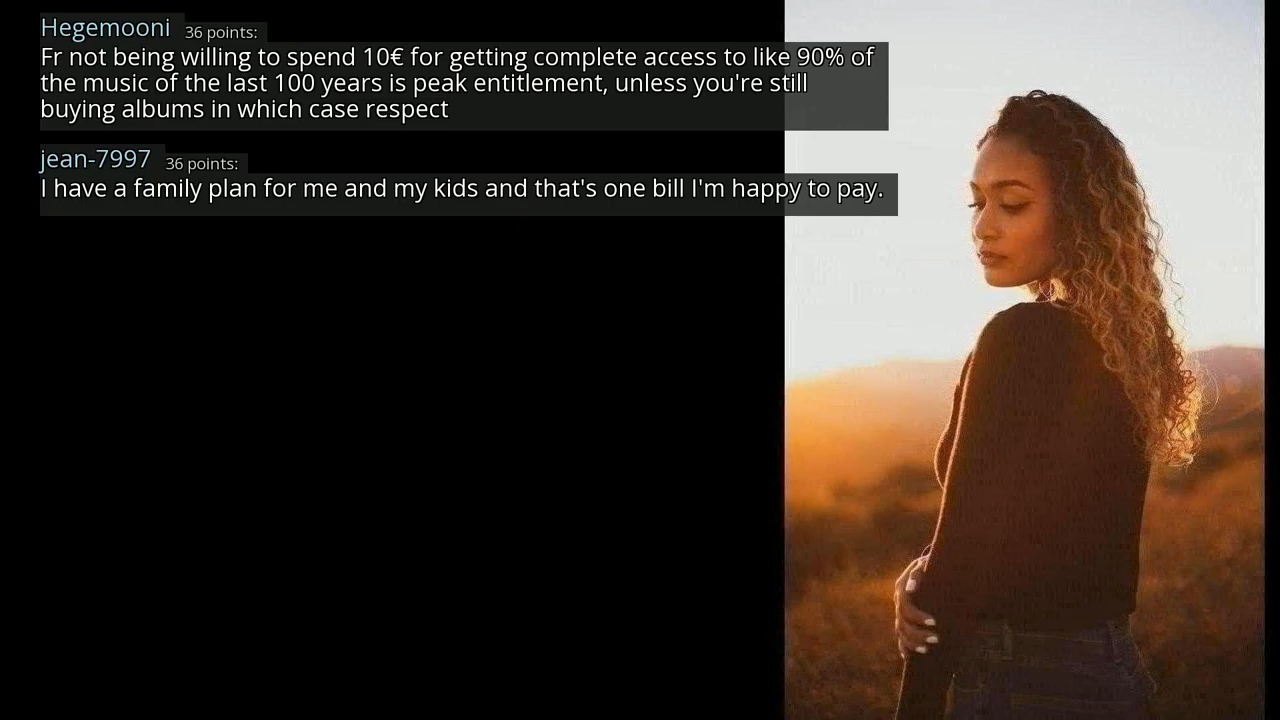 Hegemooni 36 points:
Fr not being willing to spend 10€ for getting complete access to like 90% of
the music of the last 100 years is peak entitlement, unless you're still
buying albums in which case respect
jean-7997 36 points:
I have a family plan for me and my kids and that's one bill I'm happy to pay.